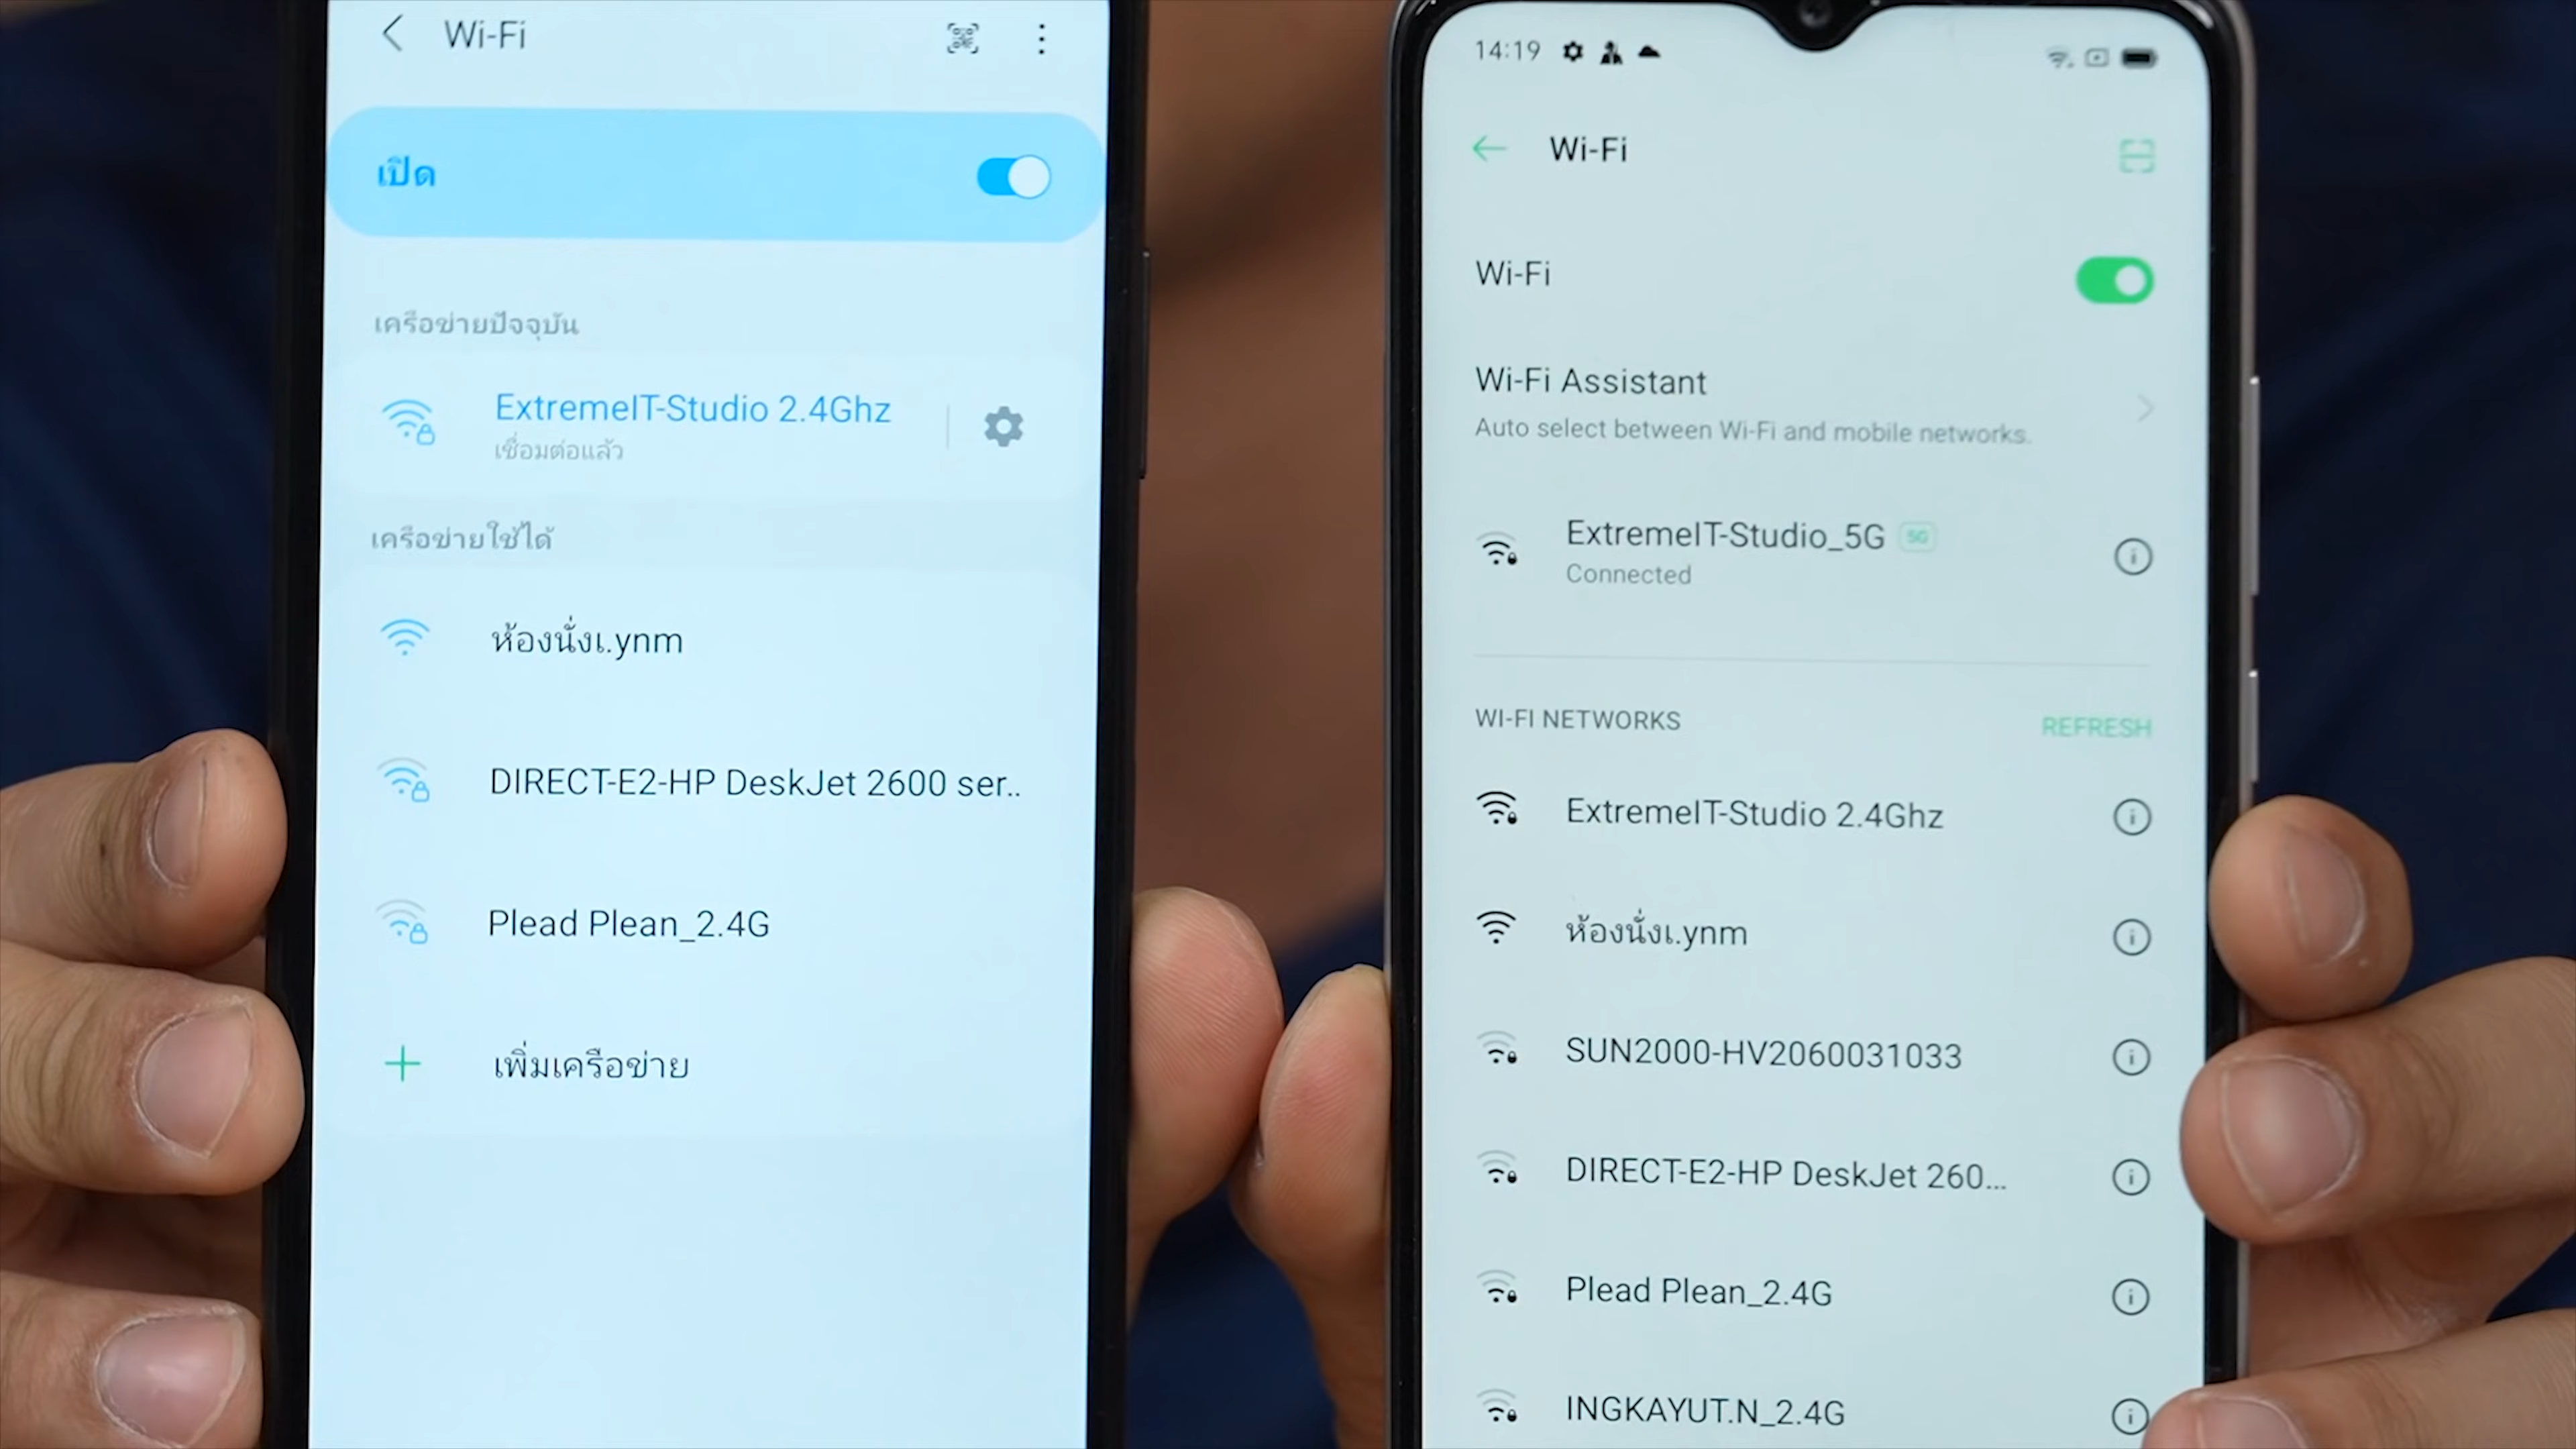 Wi-Fi
เปิด
เครือข่ายปัจจุบัน
ExtremeIT-Studio 2.4Ghz
เชื่อมต่อแล้ว
เครือข่ายใช้ได้
ห้องนั่งเ.ynm
DIRECT-E2-HP DeskJet 2600 ser..
Plead Plean_2.4G
เพิ่มเครือข่าย
14:19
Wi-Fi
Wi-Fi
Wi-Fi Assistant
Auto select between Wi-Fi and mobile networks.
ExtremeIT-Studio_5G 5G
Connected
WI-FI NETWORKS REFRESH
ExtremeIT-Studio 2.4Ghz
ห้องนั่งเ.ynm
SUN2000-HV2060031033
DIRECT-E2-HP DeskJet 260...
Plead Plean_2.4G
INGKAYUT.N_2.4G